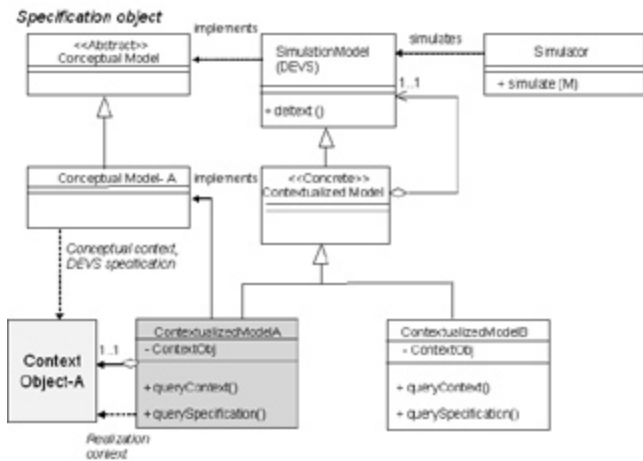 Specification object
<<Abstract>>
Conceptual Model
implements
SimulationModel
(DEVS)
+ deltext ()
simulates
Simulator
+ simulate (M)
1..1
Conceptual Model- A
implements
<<Concrete>>
Contextualized Model
Conceptual context,
DEVS specification
Context
Object-A
1..1
ContextualizedModelA
- ContextObj
+ queryContext()
+ querySpecification()
ContextualizedModelB
- ContextObj
+ queryContext()
+ querySpecification()
Realization
context